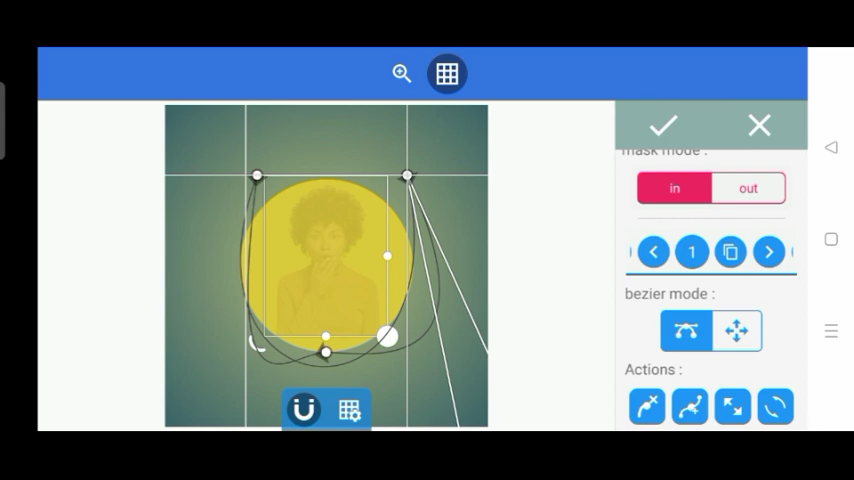 mask mode :
in out
1
bezier mode :
Actions :